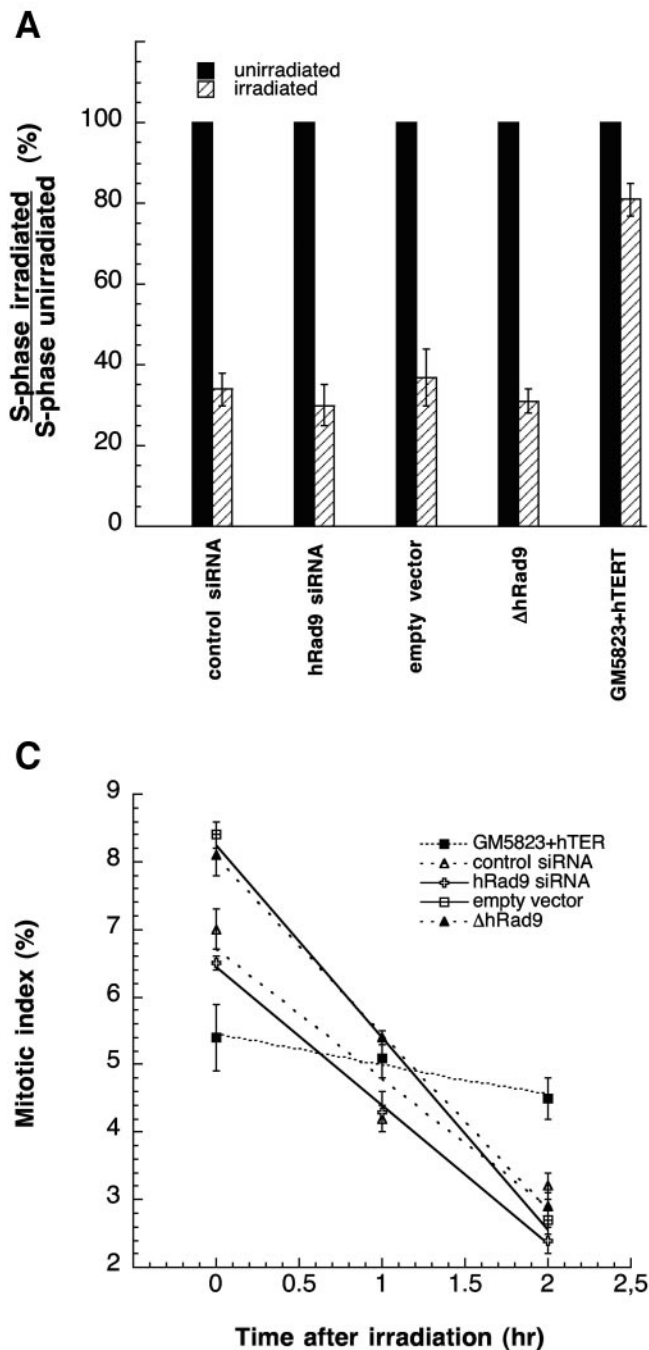 A
unirradiated
irradiated
S-phase irradiated
S-phase unirradiated
(%)
100
80
60
40
20
0
control siRNA
hRad9 siRNA
empty vector
ΔhRad9
GM5823+hTERT
C
9
8
7
6
5
4
3
2
Mitotic index (%)
GM5823+hTER
control siRNA
hRad9 siRNA
empty vector
ΔhRad9
0
0.5
1
1.5
2
2,5
Time after irradiation (hr)